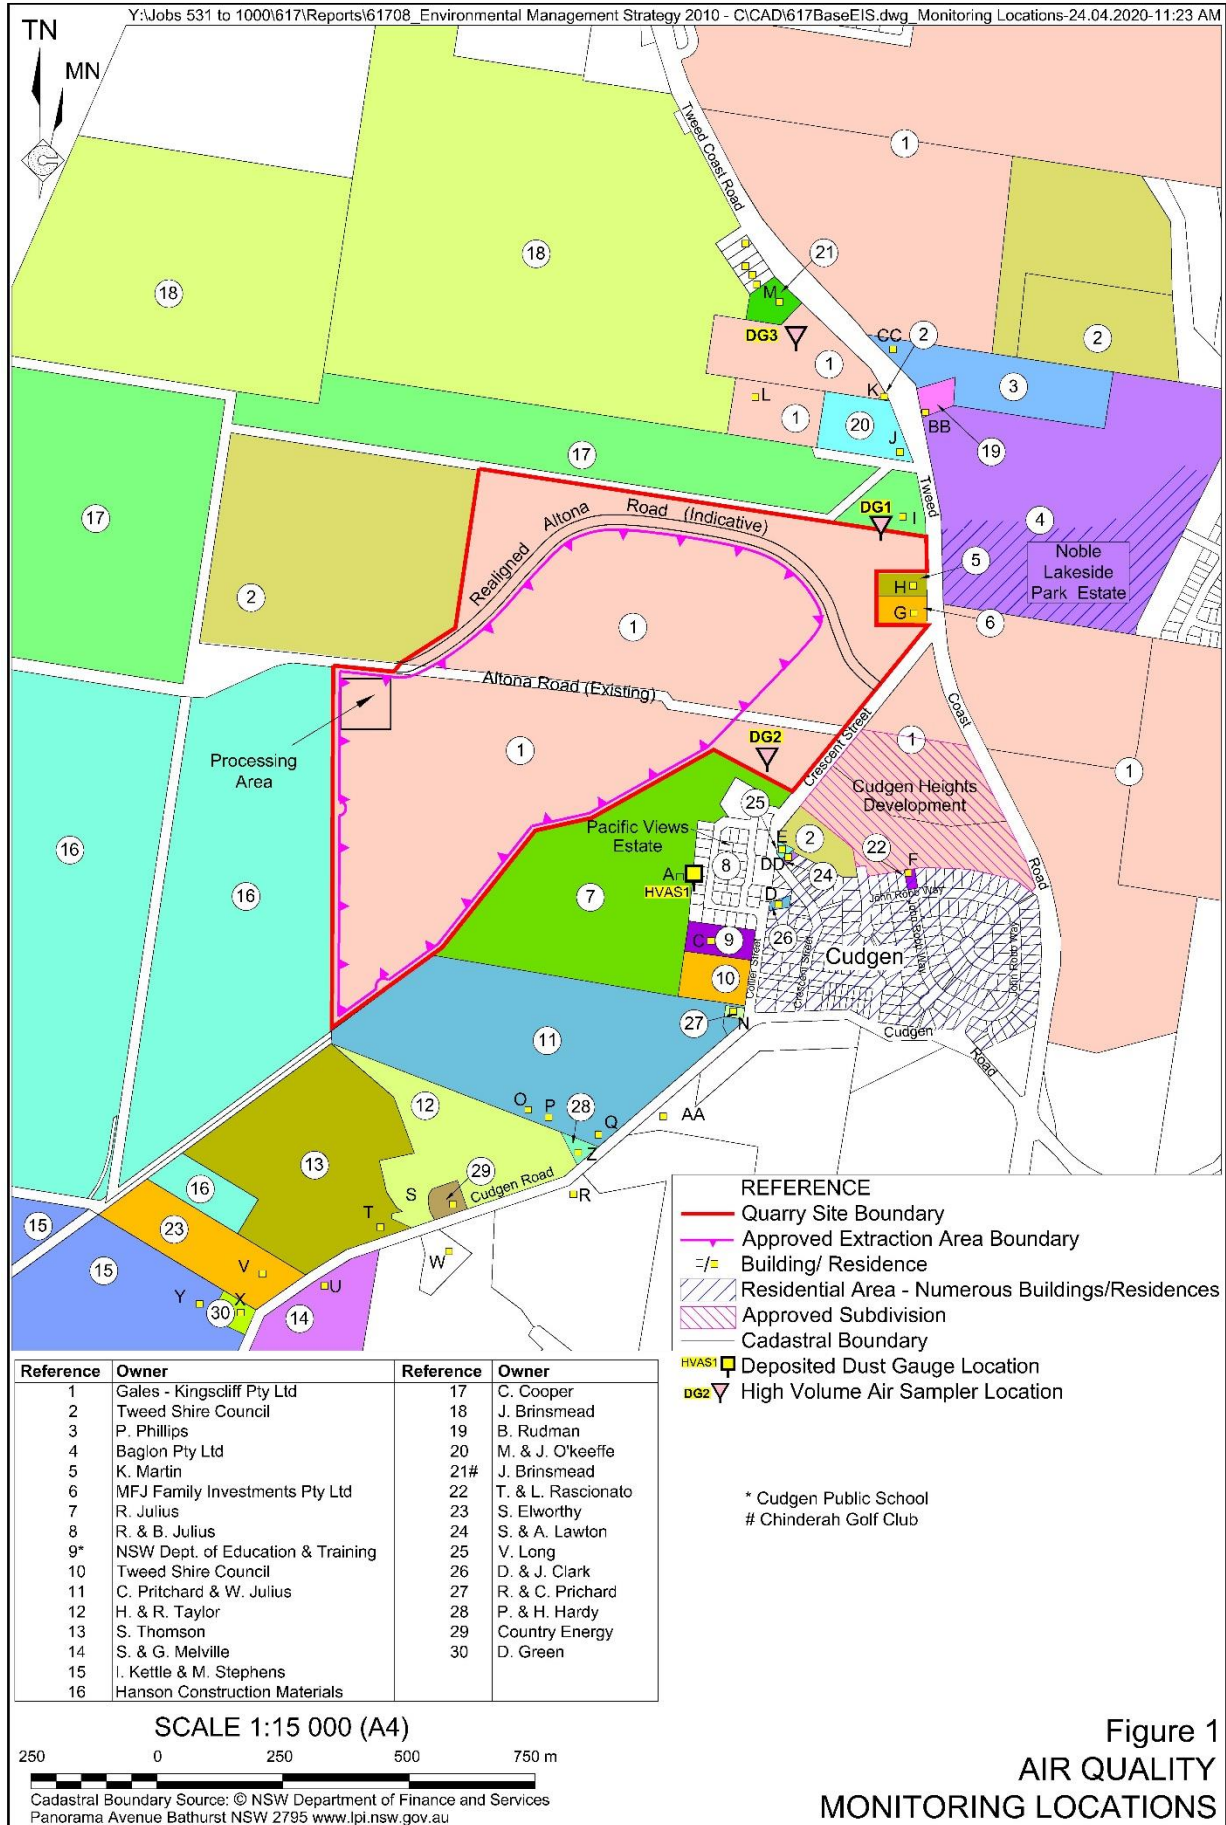 Y:\Jobs 531 to 1000\617\Reports\61708_Environmental Management Strategy 2010 - C\CAD\617BaseEIS.dwg_Monitoring Locations-24.04.2020-11:23 AM
TN
MN
Tweed Coast Road
1
18
21
18
M
DG3
CC
2
2
1
3
K
L
1
20
BB
J
19
17
Tweed
17
DG1
I
4
Altona
Road (Indicative)
Realigned
Noble
Lakeside
Park Estate
5
H
2
1
G
6
Altona Road (Existing)
Coast
Crescent Street
DG2
1
1
1
Processing
Area
Cudgen Heights
Development
25
Pacific Views
Estate
E
2
22
16
8
DD
F
Road
A
24
HVAS1
John Robb Way
16
7
D
John Robb Way
John Robb Way
C
9
26
Crescent Street
Cudgen
10
Collier Street
27
N
Cudgen
11
Road
O
P
28
12
Q
AA
Z
13
29
Cudgen Road
16
S
R
15
23
T
W
15
V
U
Y
30
X
14
REFERENCE
Quarry Site Boundary
Approved Extraction Area Boundary
Building/ Residence
Residential Area - Numerous Buildings/Residences
Approved Subdivision
Cadastral Boundary
HVAS1 Deposited Dust Gauge Location
DG2 High Volume Air Sampler Location
* Cudgen Public School
# Chinderah Golf Club
Reference Owner Reference Owner
1 Gales - Kingscliff Pty Ltd 17 C. Cooper
2 Tweed Shire Council 18 J. Brinsmead
3 P. Phillips 19 B. Rudman
4 Baglon Pty Ltd 20 M. & J. O'keeffe
5 K. Martin 21# J. Brinsmead
6 MFJ Family Investments Pty Ltd 22 T. & L. Rascionato
7 R. Julius 23 S. Elworthy
8 R. & B. Julius 24 S. & A. Lawton
9* NSW Dept. of Education & Training 25 V. Long
10 Tweed Shire Council 26 D. & J. Clark
11 C. Pritchard & W. Julius 27 R. & C. Prichard
12 H. & R. Taylor 28 P. & H. Hardy
13 S. Thomson 29 Country Energy
14 S. & G. Melville 30 D. Green
15 I. Kettle & M. Stephens
16 Hanson Construction Materials
SCALE 1:15 000 (A4)
250 0 250 500 750 m
Cadastral Boundary Source: © NSW Department of Finance and Services
Panorama Avenue Bathurst NSW 2795 www.lpi.nsw.gov.au
Figure 1
AIR QUALITY
MONITORING LOCATIONS